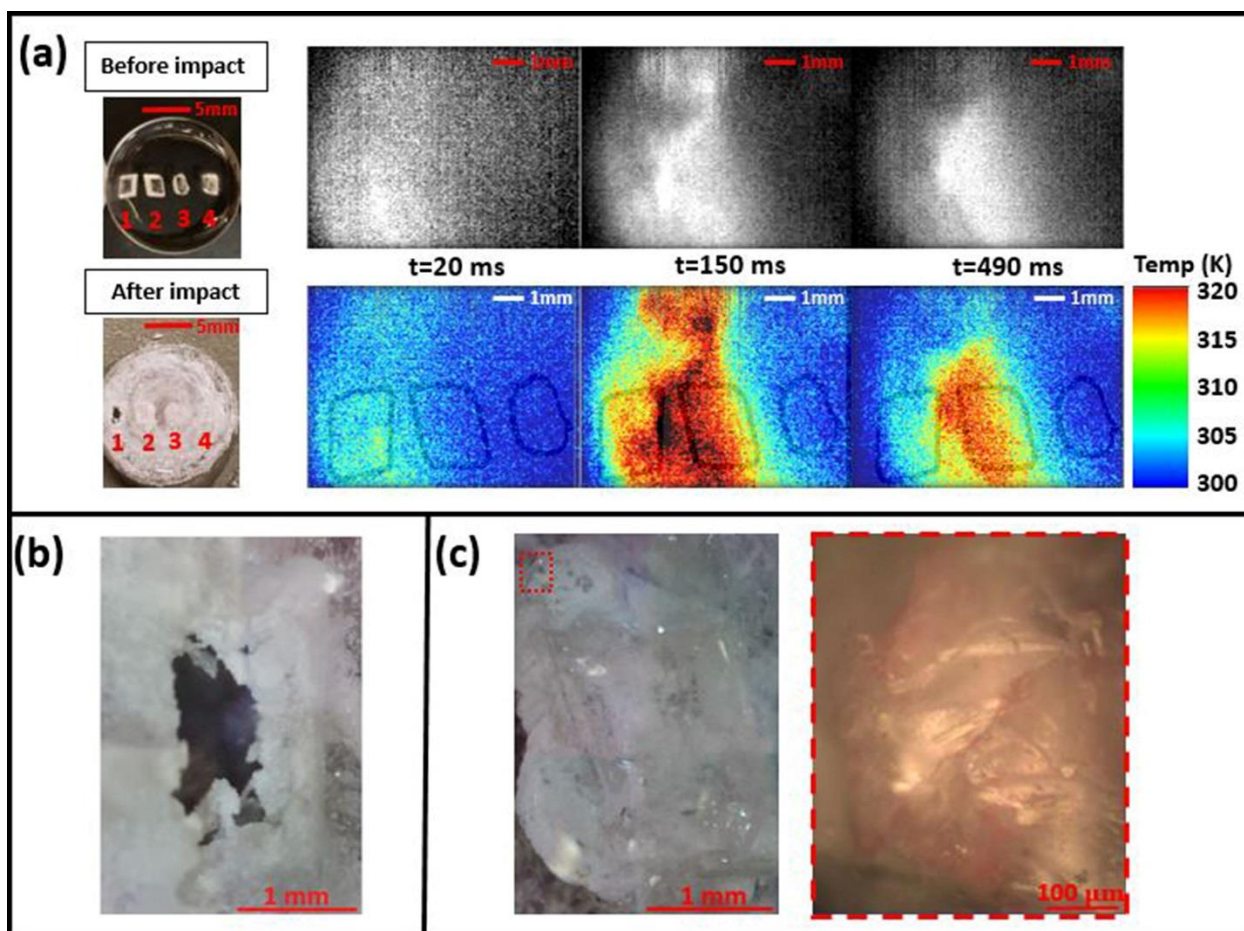 (a)
Before impact
5mm
1 2 3 4
1mm
1mm
1mm
t=20 ms
t=150 ms
t=490 ms
Temp (K)
After impact
5mm
1 2 3 4
1mm
1mm
1mm
320
315
310
305
300
(b)
1 mm
(c)
1 mm
100 μm